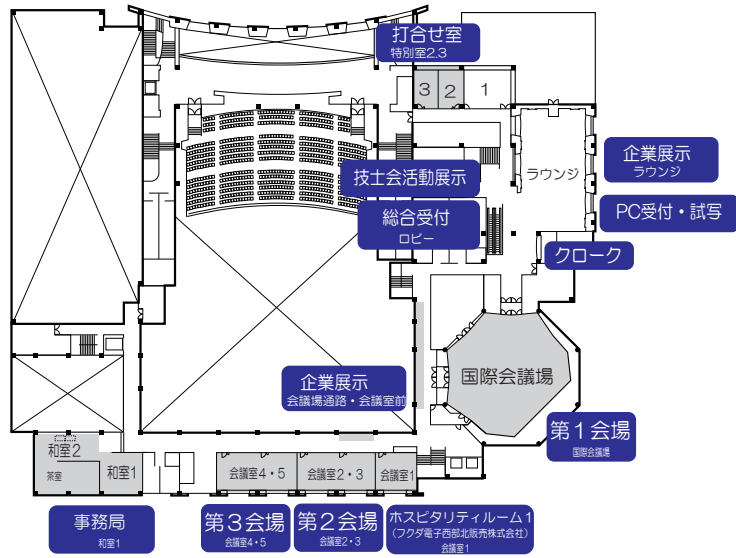 打合せ室
特別室2.3
3
2
1
ラウンジ
企業展示
ラウンジ
技士会活動展示
総合受付
ロビー
PC受付・試写
クローク
国際会議場
企業展示
会議場通路・会議室前
第1会場
国際会議場
和室2
茶室
和室1
会議室4・5
会議室2・3
会議室1
事務局
和室1
第3会場
会議室4・5
第2会場
会議室2・3
ホスピタリティルーム1
(フクダ電子西部北販売株式会社)
会議室1